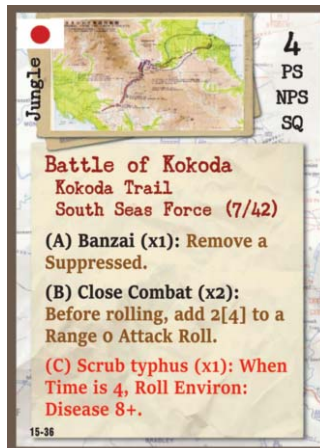 Jungle
4
PS
NPS
SQ
Battle of Kokoda
Kokoda Trail
South Seas Force (7/42)
(A) Banzai (x1): Remove a
Suppressed.
(B) Close Combat (x2):
Before rolling, add 2[4] to a
Range 0 Attack Roll.
(C) Scrub typhus (x1): When
Time is 4, Roll Environ:
Disease 8+.
15-36